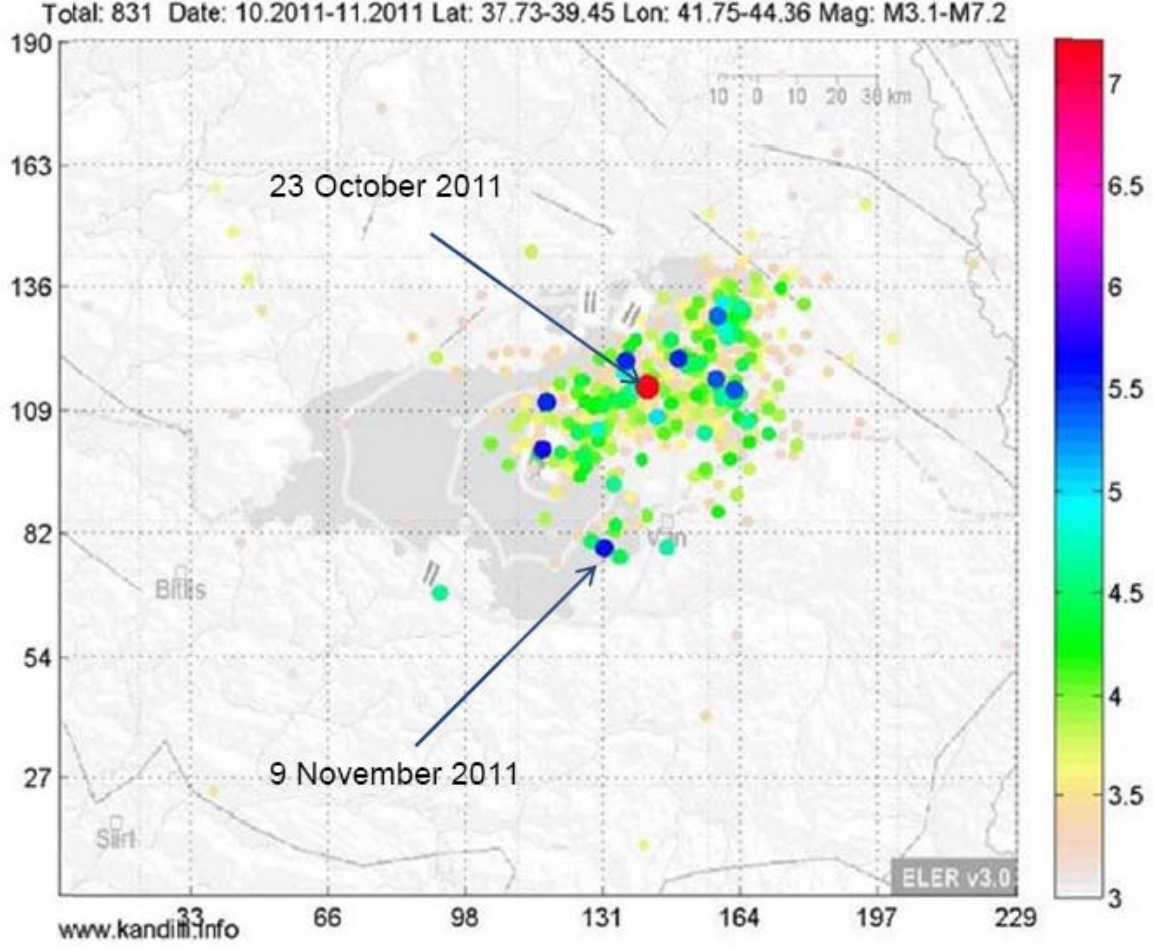 Total: 831 Date: 10.2011-11.2011 Lat: 37.73-39.45 Lon: 41.75-44.36 Mag: M3.1-M7.2
190
163
136
109
82
54
27
10 0 10 20 30 km
23 October 2011
Van
Bitlis
9 November 2011
Siirt
ELER v3.0
33 66 98 131 164 197 229
www.kandilli.info
7
6.5
6
5.5
5
4.5
4
3.5
3